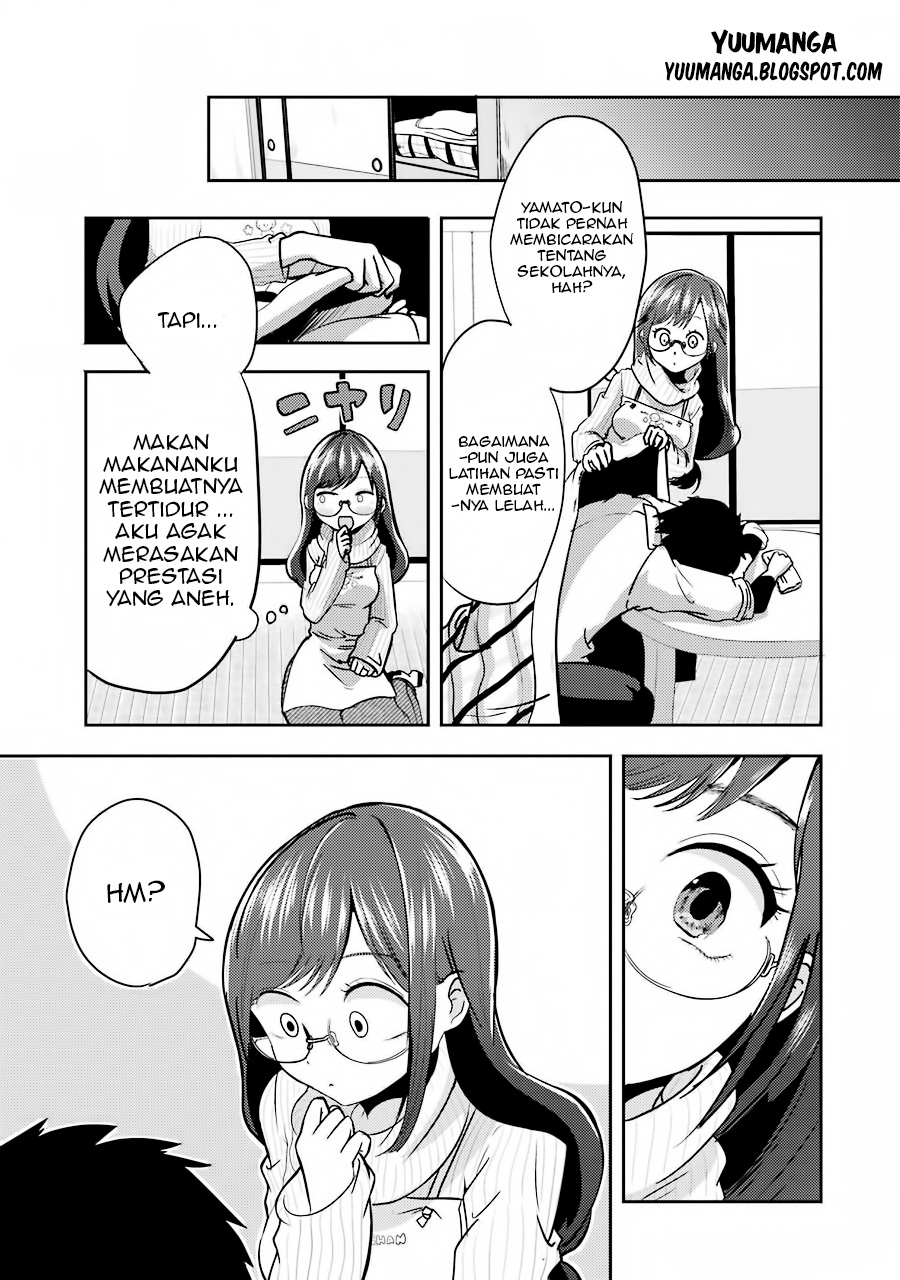 YUUMANGA
YUUMANGA.BLOGSPOT.COM
YAMATO-KUN
TIDAK PERNAH
MEMBICARAKAN
TENTANG
SEKOLAHNYA,
HAH?
BAGAIMANA
-PUN JUGA
LATIHAN PASTI
MEMBUAT
-NYA LELAH...
TAPI...
ニヤリ
MAKAN
MAKANANKU
MEMBUATNYA
TERTIDUR ...
AKU AGAK
MERASAKAN
PRESTASI
YANG ANEH.
HM?